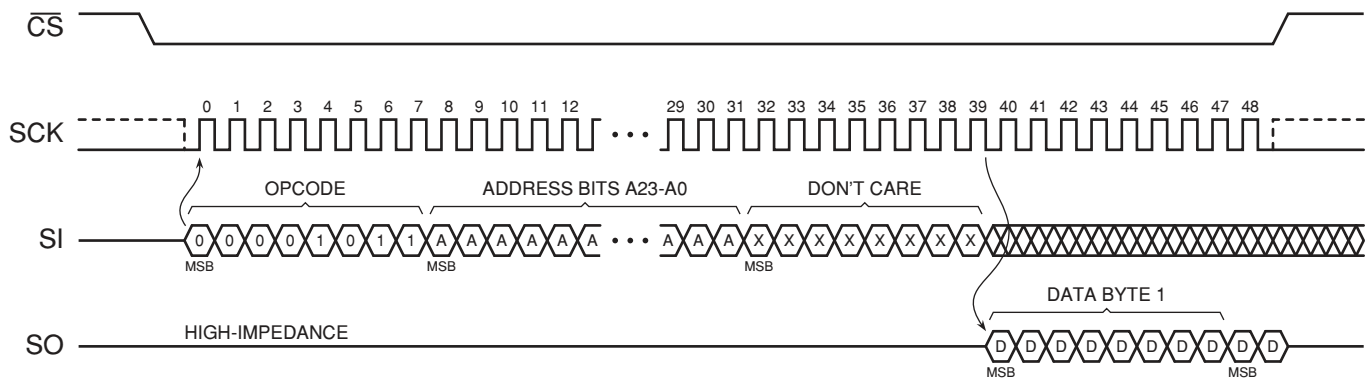 CS
0 1 2 3 4 5 6 7 8 9 10 11 12 29 30 31 32 33 34 35 36 37 38 39 40 41 42 43 44 45 46 47 48
SCK
OPCODE ADDRESS BITS A23-A0 DON'T CARE
SI 0 0 0 0 1 0 1 1 A A A A A A A A A X X X X X X X X
MSB MSB MSB
DATA BYTE 1
HIGH-IMPEDANCE
SO D D D D D D D D D D
MSB MSB